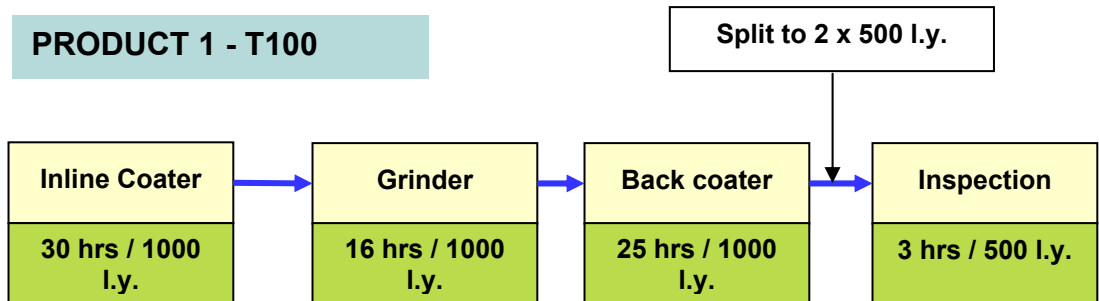 PRODUCT 1 - T100
Split to 2 x 500 l.y.
Inline Coater
Grinder
Back coater
Inspection
30 hrs / 1000
l.y.
16 hrs / 1000
l.y.
25 hrs / 1000
l.y.
3 hrs / 500 l.y.